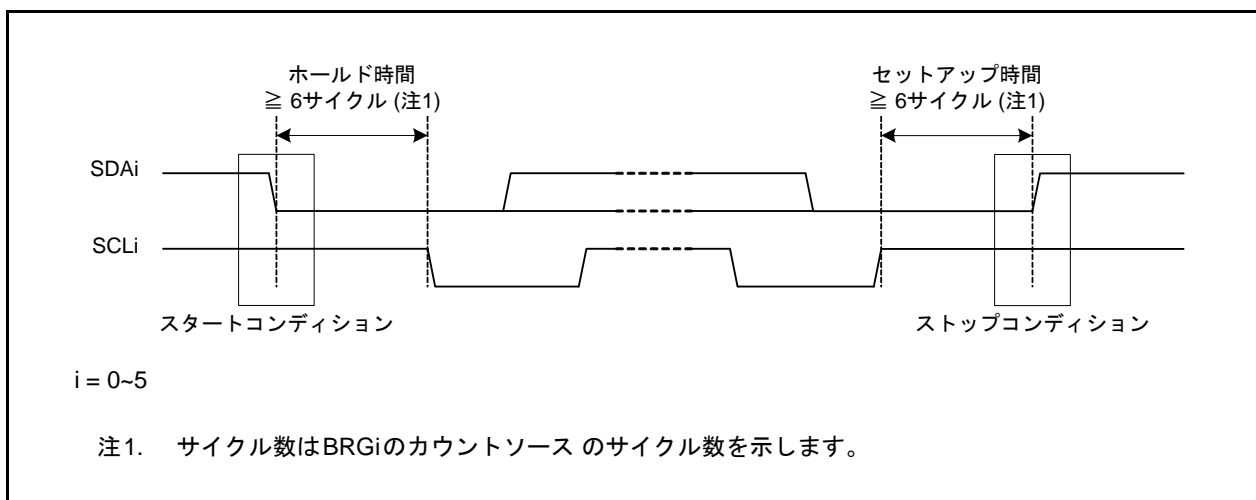 ホールド時間
≧ 6サイクル (注1)
セットアップ時間
≧ 6サイクル (注1)
SDAi
SCLi
スタートコンディション
ストップコンディション
i = 0~5
注1. サイクル数はBRGiのカウントソース のサイクル数を示します。